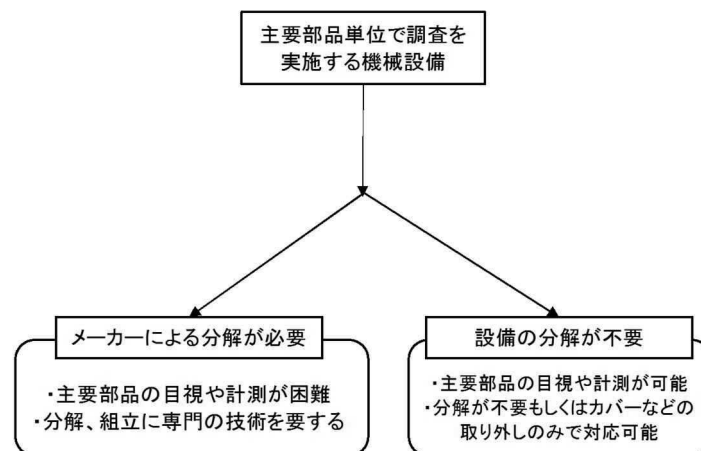 主要部品単位で調査を
実施する機械設備
メーカーによる分解が必要
・主要部品の目視や計測が困難
・分解、組立に専門の技術を要する
設備の分解が不要
・主要部品の目視や計測が可能
・分解が不要もしくはカバーなどの
取り外しのみで対応可能